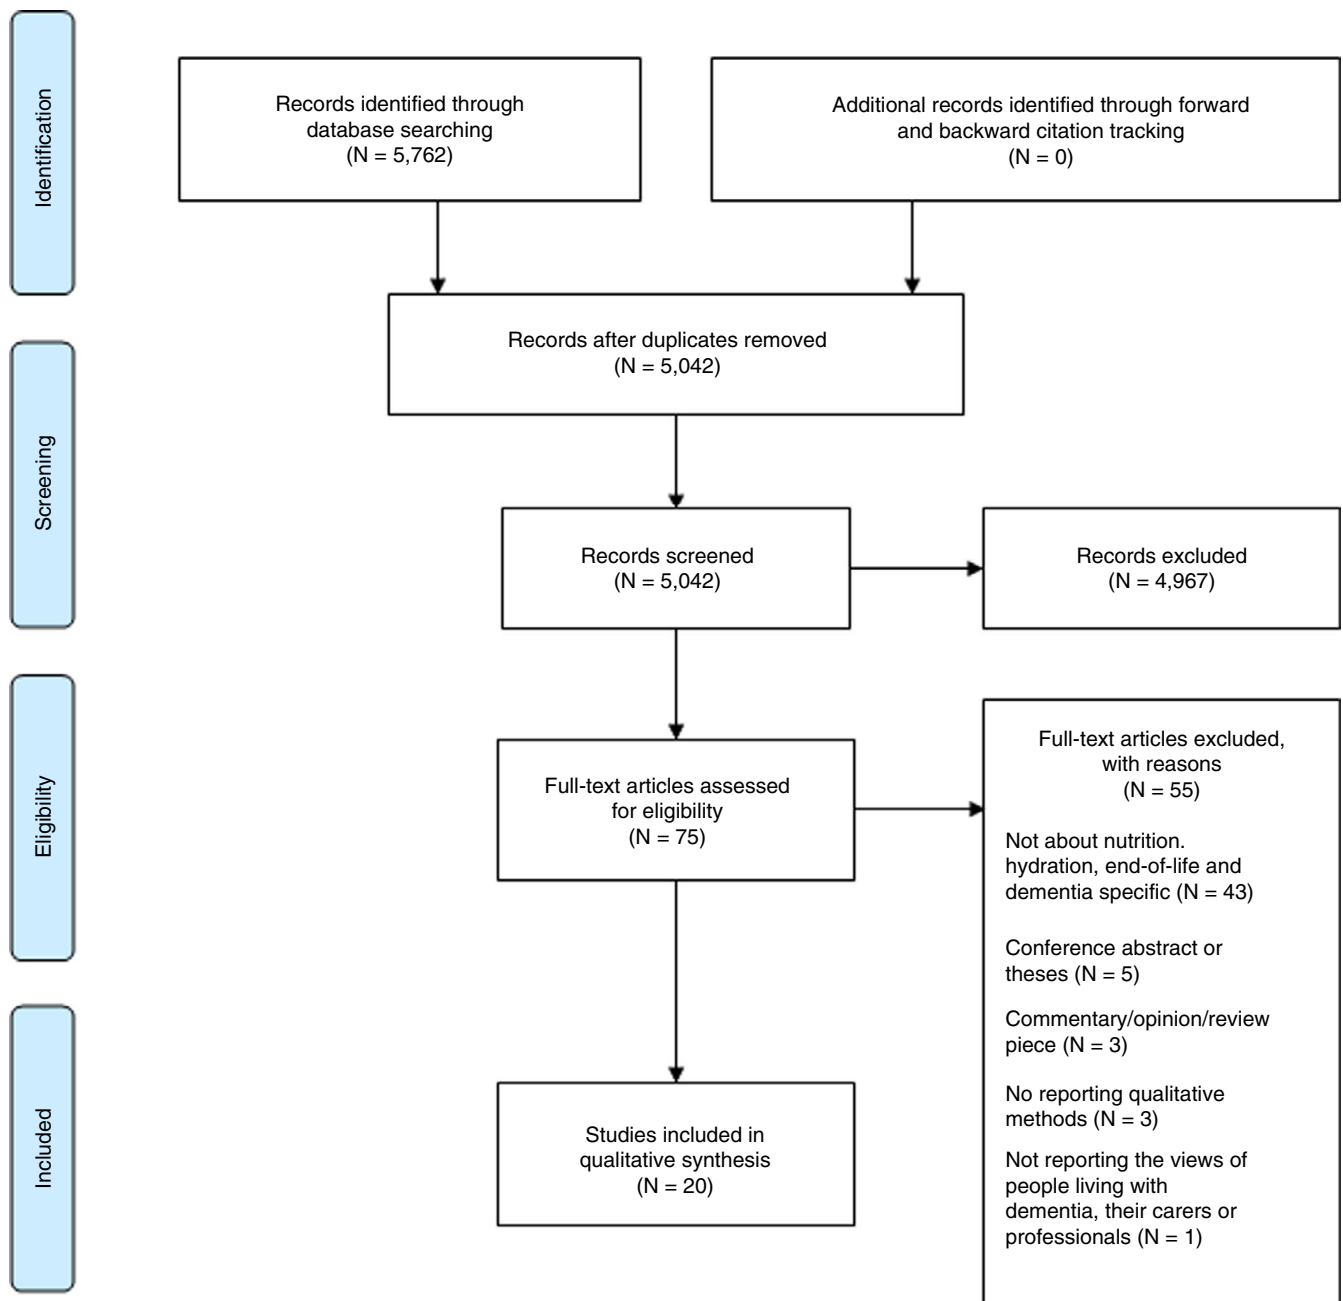 Identification
Records identified through
database searching
(N = 5,762)
Additional records identified through forward
and backward citation tracking
(N = 0)
Records after duplicates removed
(N = 5,042)
Screening
Records screened
(N = 5,042)
Records excluded
(N = 4,967)
Eligibility
Full-text articles assessed
for eligibility
(N = 75)
Full-text articles excluded,
with reasons
(N = 55)
Not about nutrition.
hydration, end-of-life and
dementia specific (N = 43)
Conference abstract or
theses (N = 5)
Commentary/opinion/review
piece (N = 3)
No reporting qualitative
methods (N = 3)
Not reporting the views of
people living with
dementia, their carers or
professionals (N = 1)
Included
Studies included in
qualitative synthesis
(N = 20)